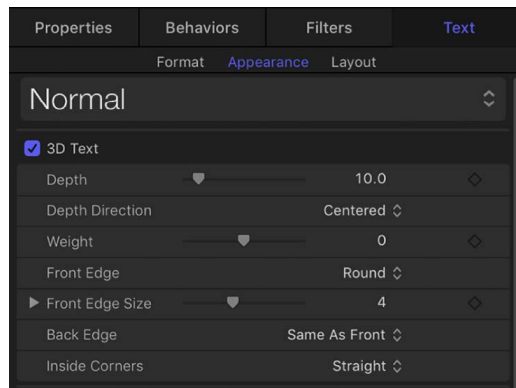 Properties Behaviors Filters Text
Format Appearance Layout
Normal
3D Text
Depth 10.0
Depth Direction Centered
Weight 0
Front Edge Round
Front Edge Size 4
Back Edge Same As Front
Inside Corners Straight